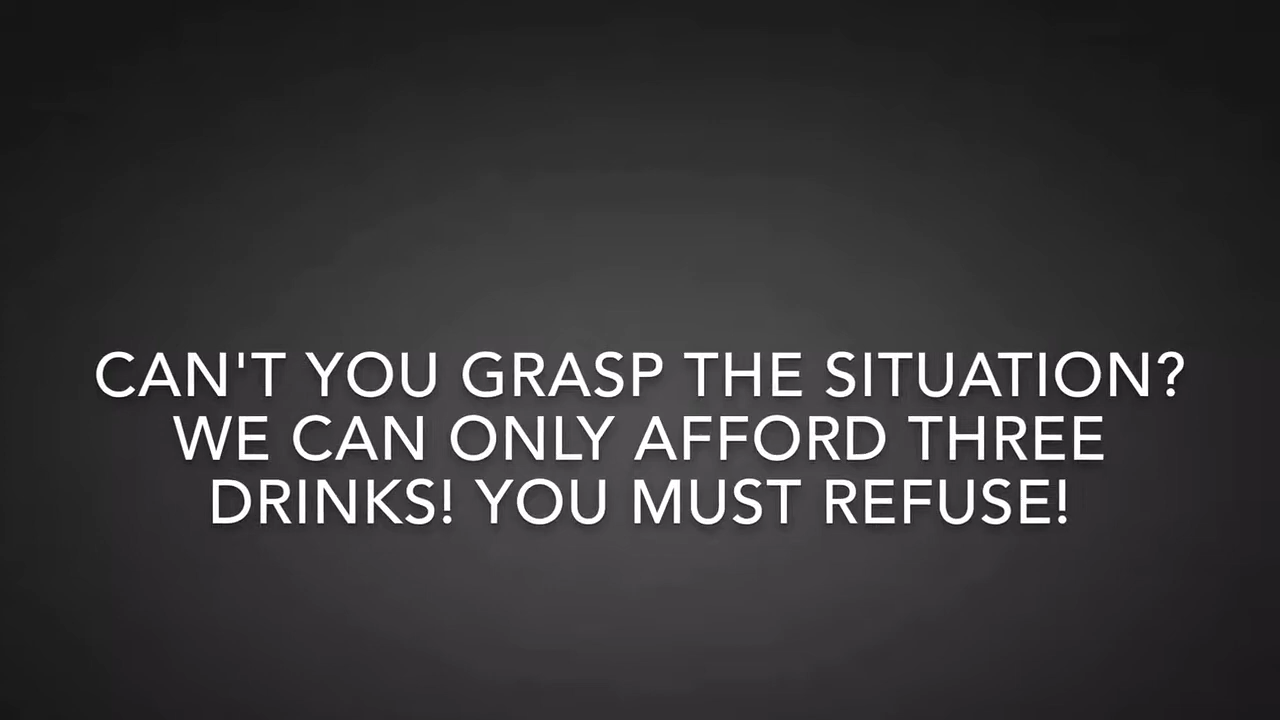 CAN'T YOU GRASP THE SITUATION?
WE CAN ONLY AFFORD THREE
DRINKS! YOU MUST REFUSE!